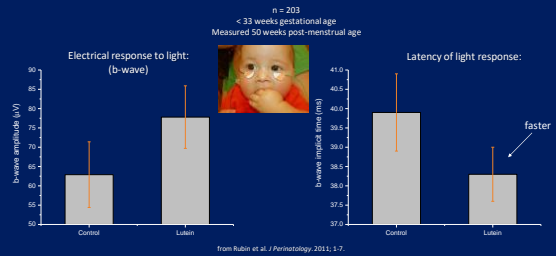 n = 203
< 33 weeks gestational age
Measured 50 weeks post-menstrual age
Electrical response to light:
(b-wave)
90
85
80
75
70
65
60
55
50
b-wave amplitude (µV)
Control
Lutein
Latency of light response:
41.0
40.5
40.0
39.5
39.0
38.5
38.0
37.5
37.0
b-wave implicit time (ms)
faster
Control
Lutein
from Rubin et al. J Perinatology. 2011; 1-7.